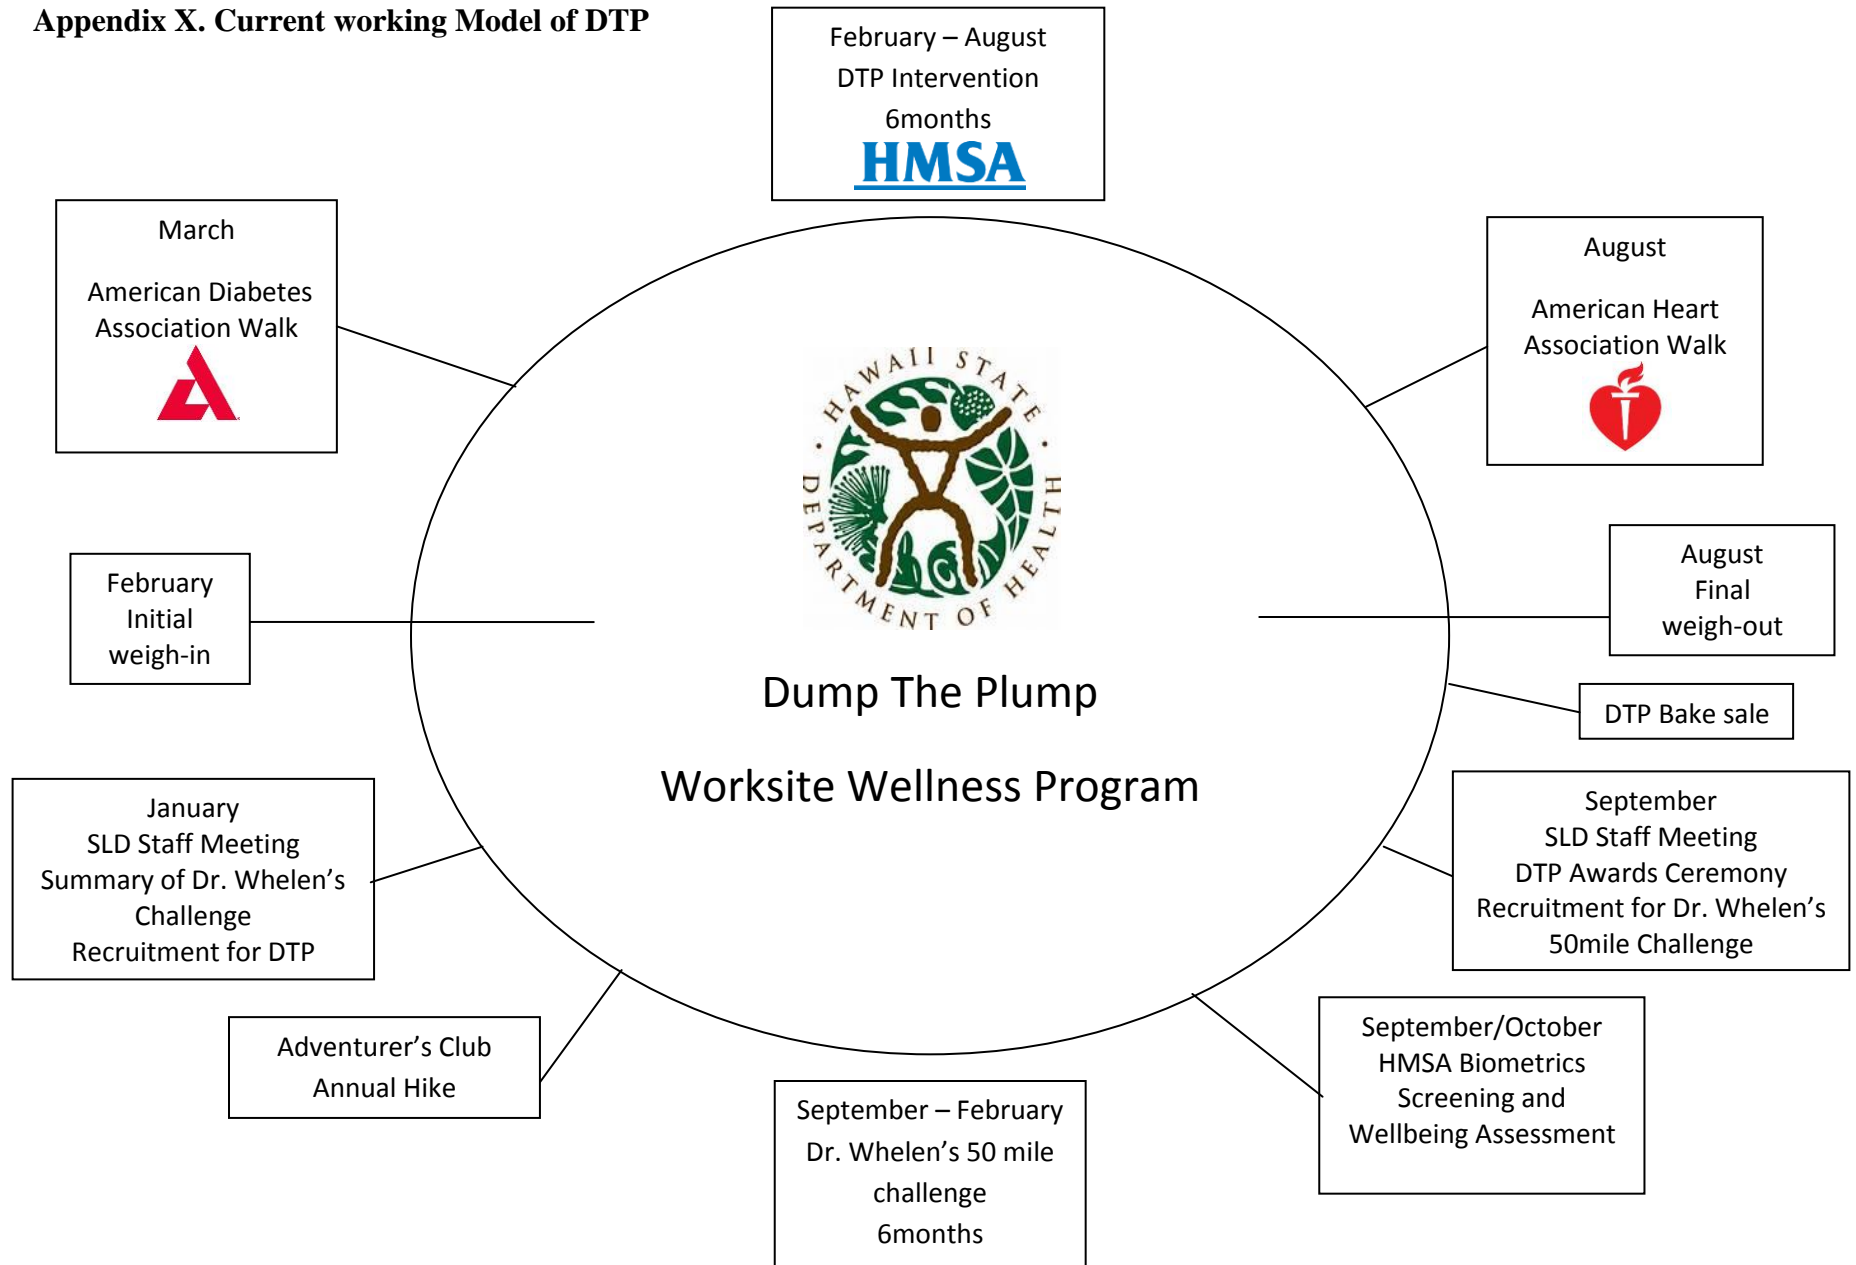 Appendix X. Current working Model of DTP
February – August
DTP Intervention
6months
HMSA
March
American Diabetes
Association Walk
August
American Heart
Association Walk
HAWAII STATE
DEPARTMENT OF HEALTH
February
Initial
weigh-in
August
Final
weigh-out
Dump The Plump
Worksite Wellness Program
DTP Bake sale
January
SLD Staff Meeting
Summary of Dr. Whelen’s
Challenge
Recruitment for DTP
September
SLD Staff Meeting
DTP Awards Ceremony
Recruitment for Dr. Whelen’s
50mile Challenge
Adventurer’s Club
Annual Hike
September – February
Dr. Whelen’s 50 mile
challenge
6months
September/October
HMSA Biometrics
Screening and
Wellbeing Assessment